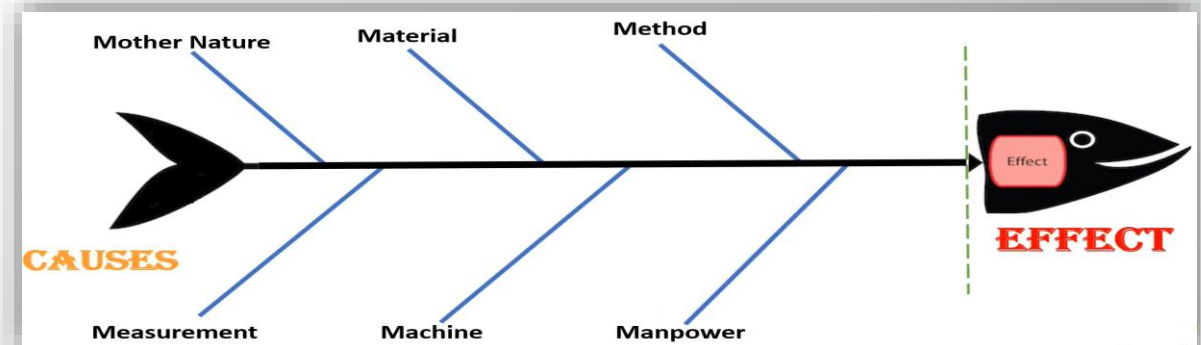 Mother Nature
Material
Method
Effect
CAUSES
EFFECT
Measurement
Machine
Manpower